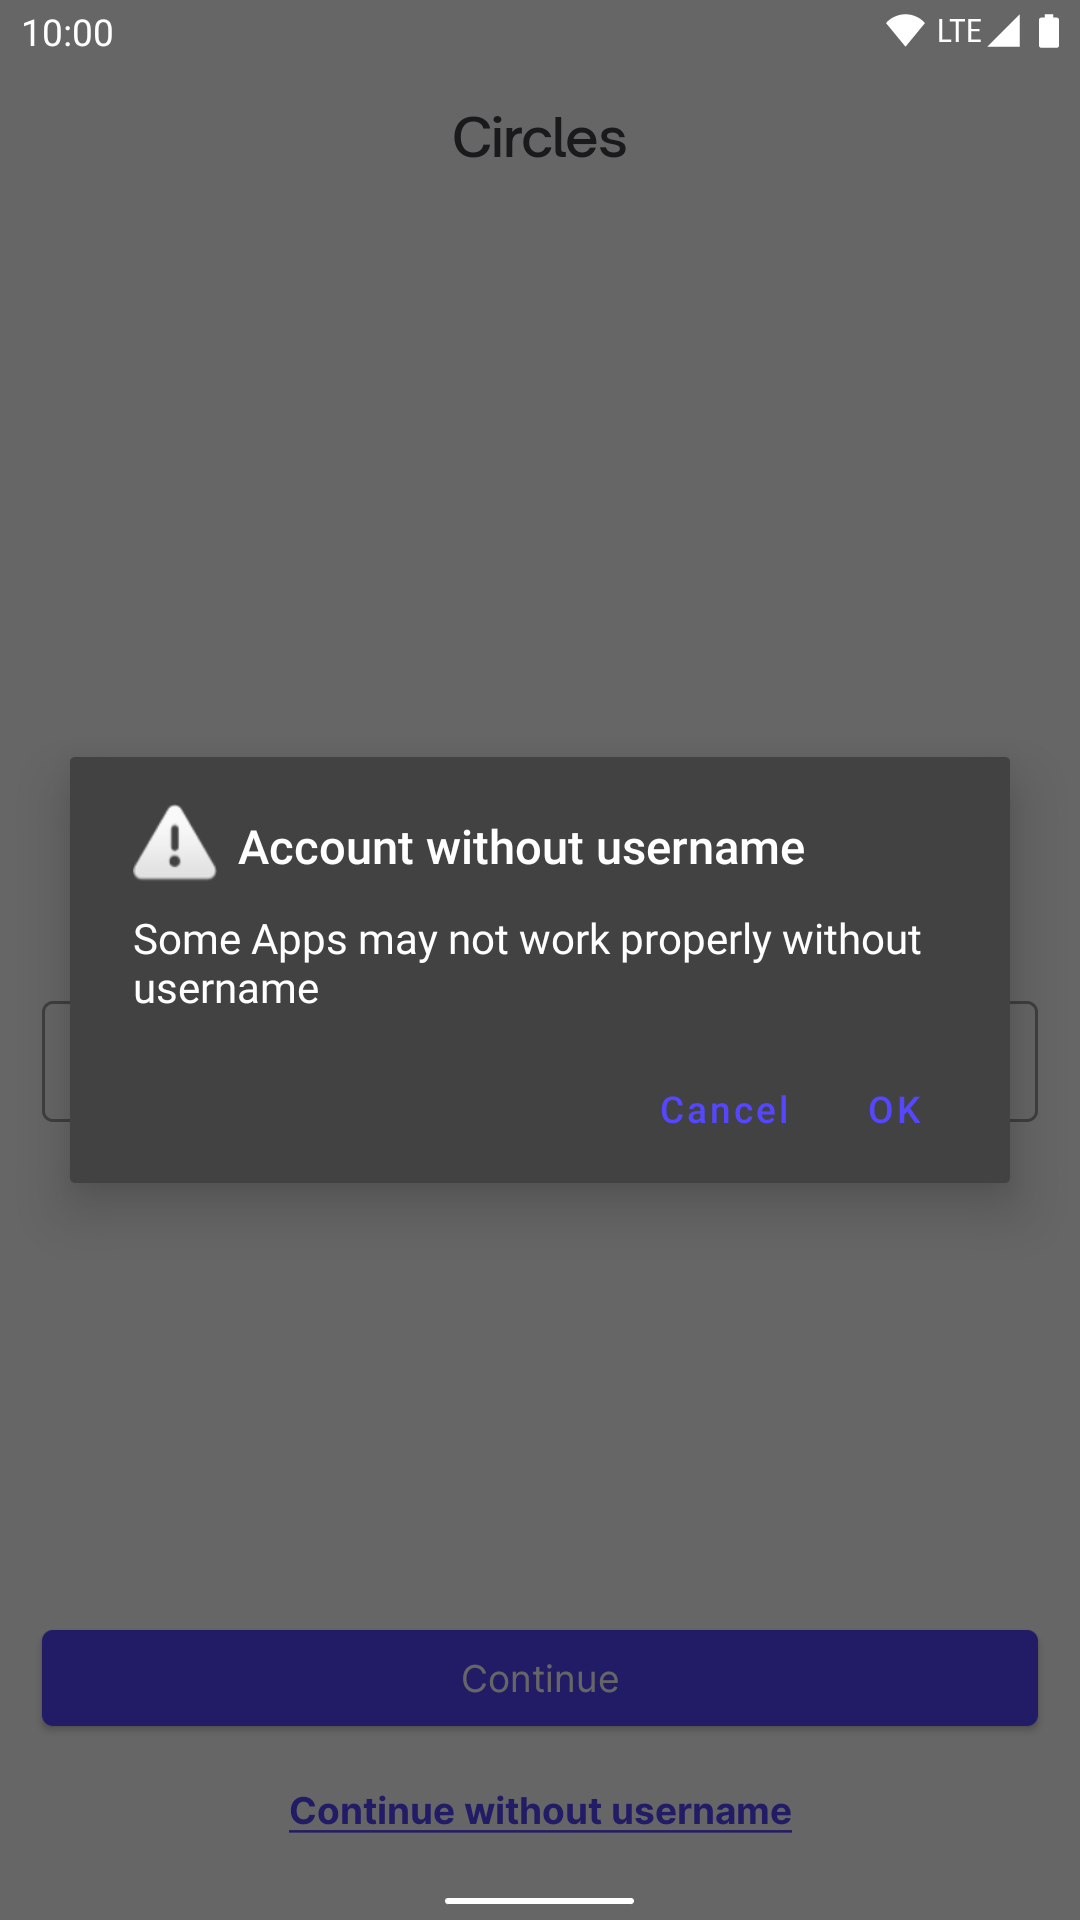 10:00 LTE
Circles
Account without username
Some Apps may not work properly without
username
Cancel OK
Continue
Continue without username